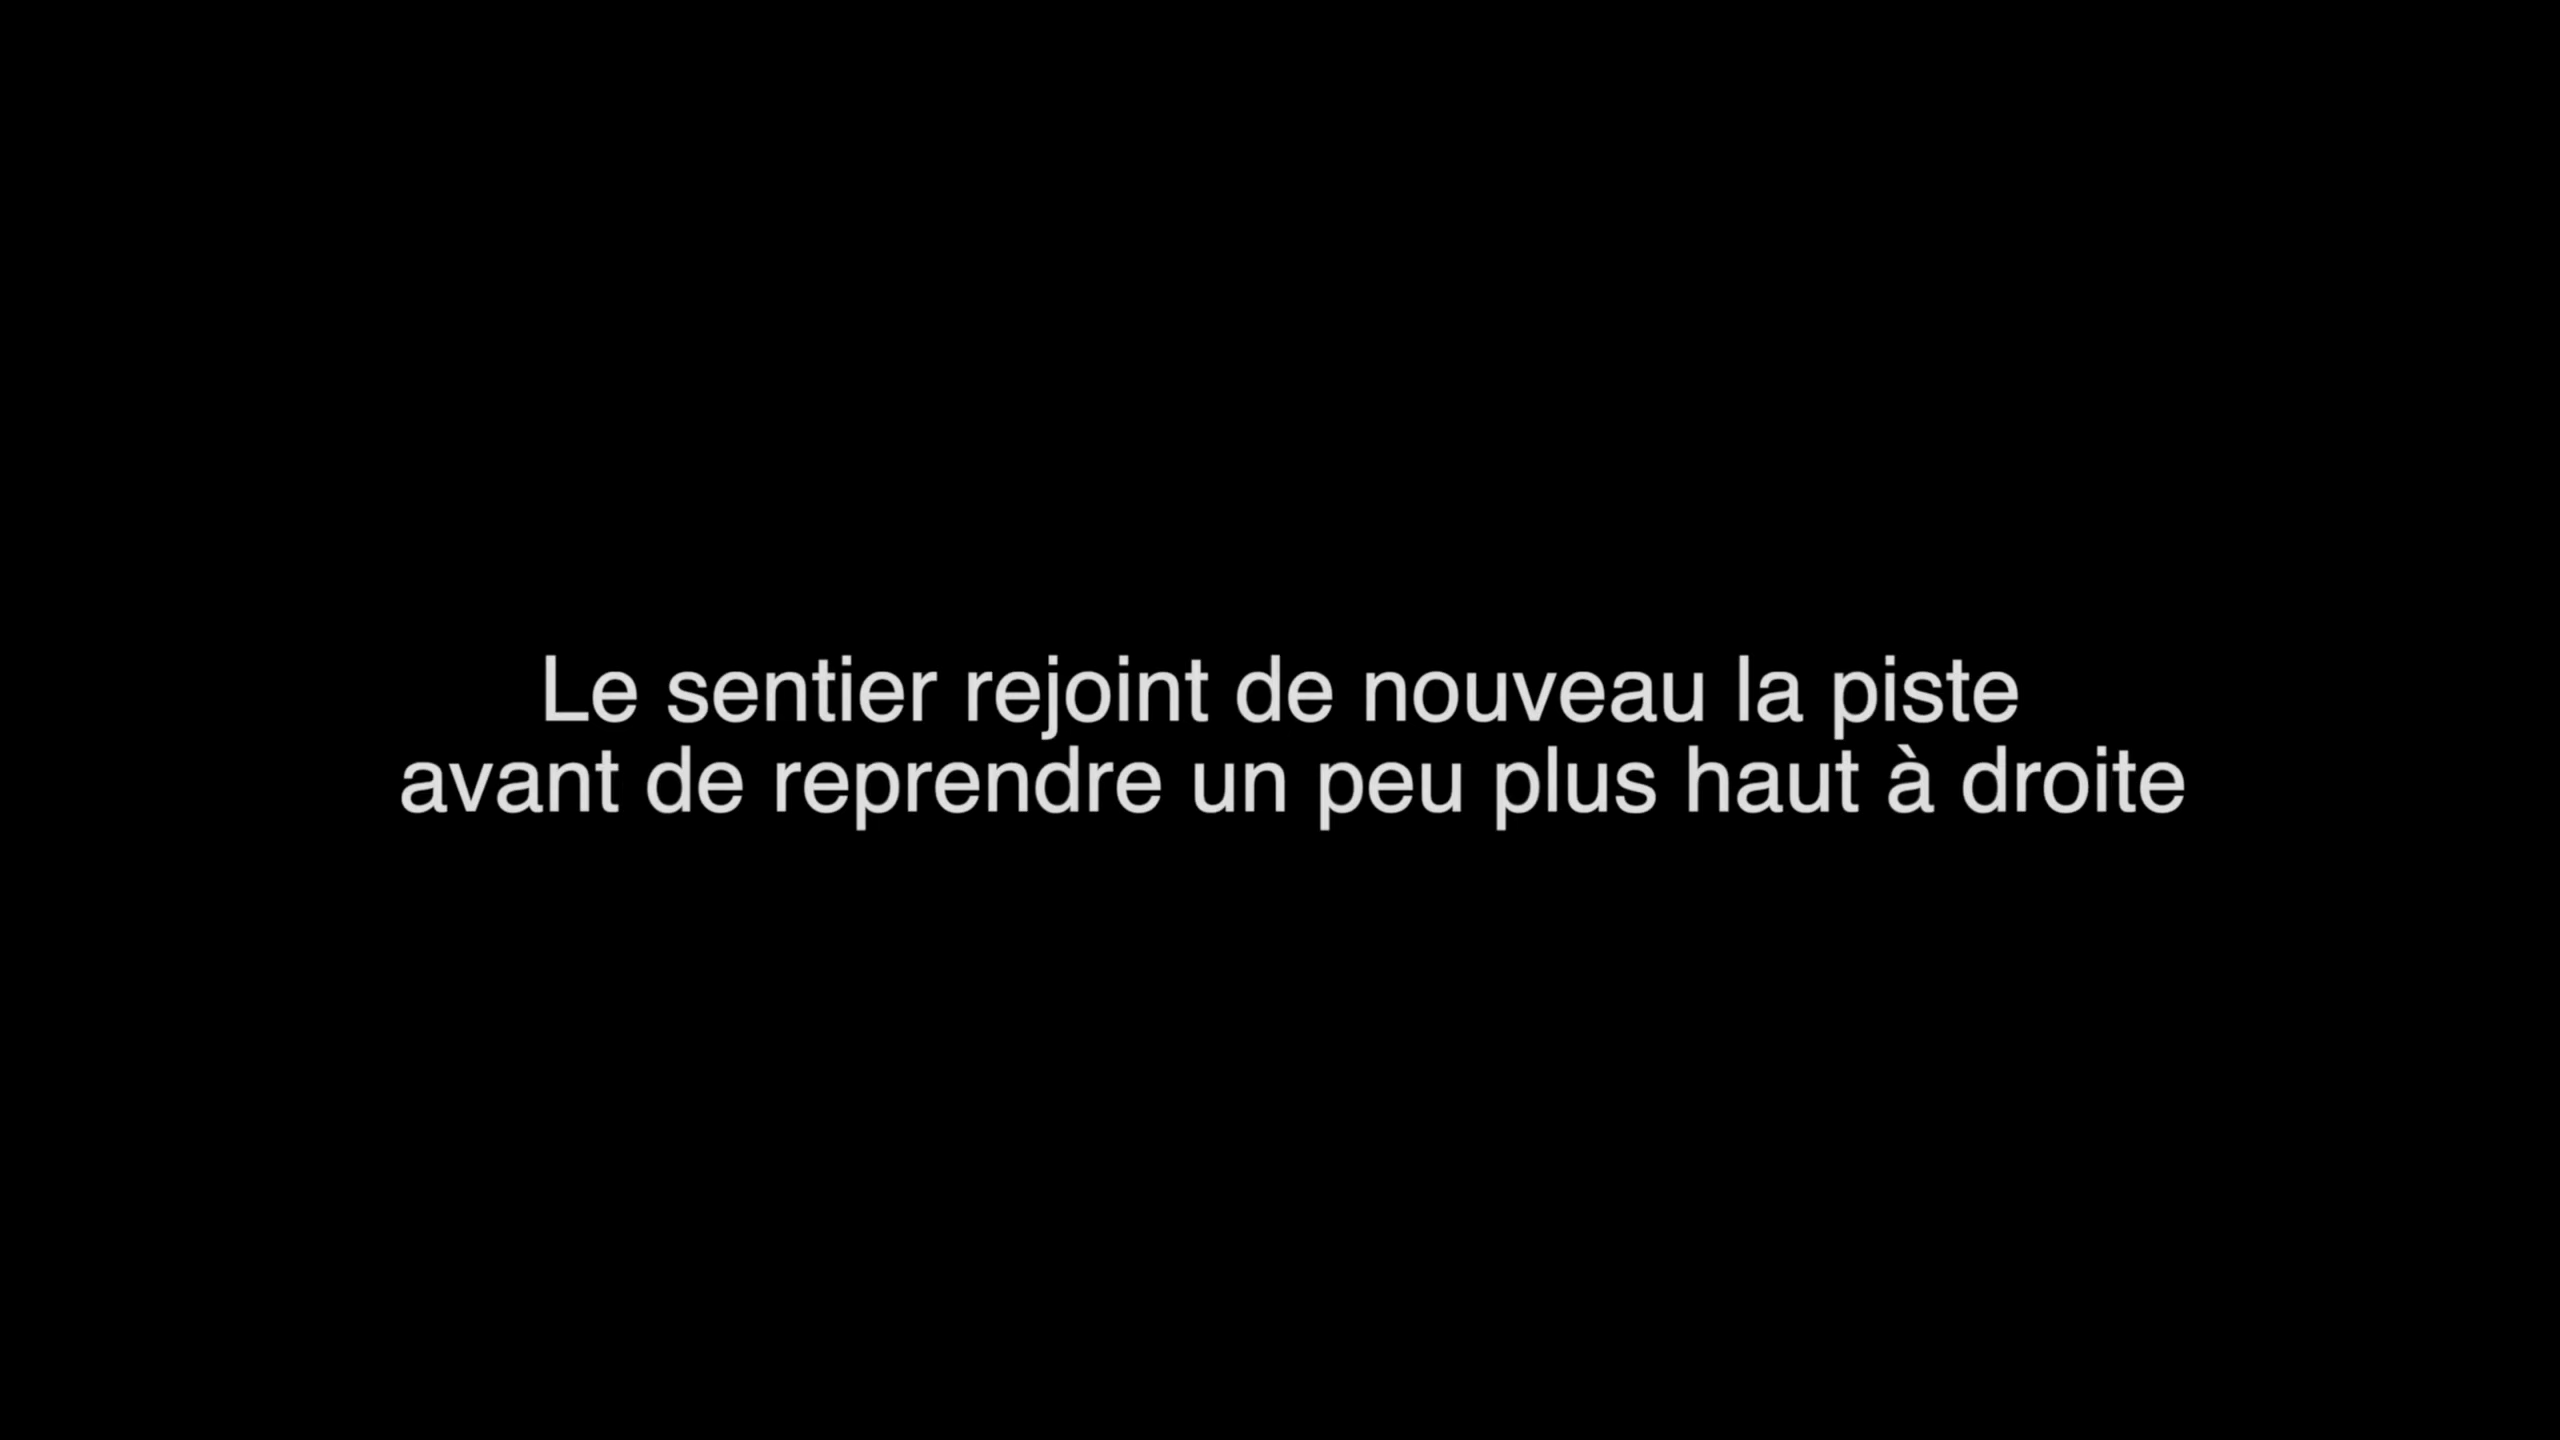 Le sentier rejoint de nouveau la piste
avant de reprendre un peu plus haut à droite